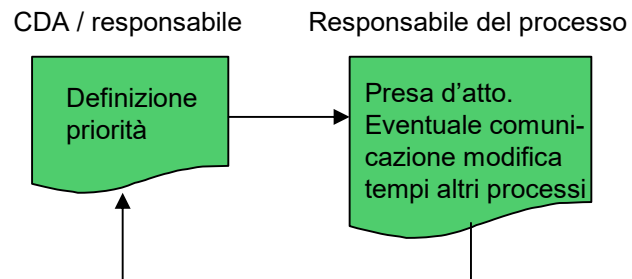 CDA / responsabile
Responsabile del processo
Definizione
priorità
Presa d’atto.
Eventuale comuni-
cazione modifica
tempi altri processi